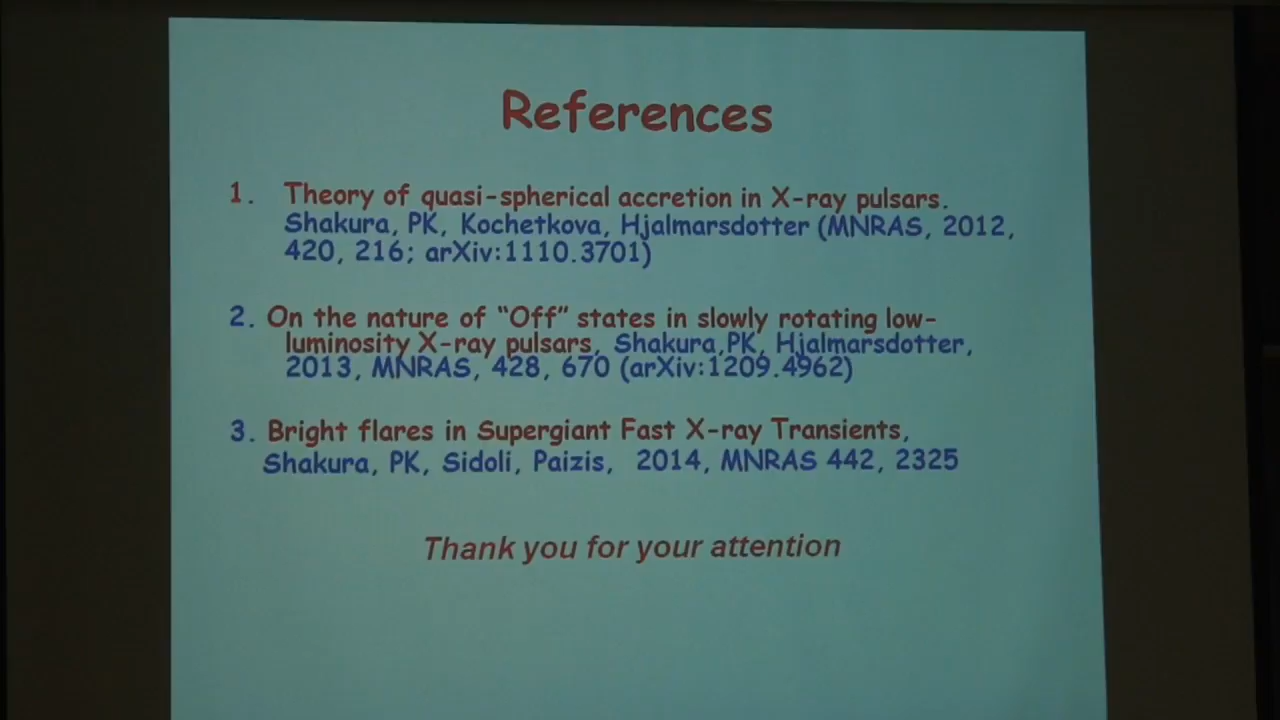 References
1. Theory of quasi-spherical accretion in X-ray pulsars.
Shakura, PK, Kochetkova, Hjalmarsdotter (MNRAS, 2012,
420, 216; arXiv:1110.3701)
2. On the nature of “Off” states in slowly rotating low-
luminosity X-ray pulsars, Shakura,PK, Hjalmarsdotter,
2013, MNRAS, 428, 670 (arXiv:1209.4962)
3. Bright flares in Supergiant Fast X-ray Transients,
Shakura, PK, Sidoli, Paizis, 2014, MNRAS 442, 2325
Thank you for your attention